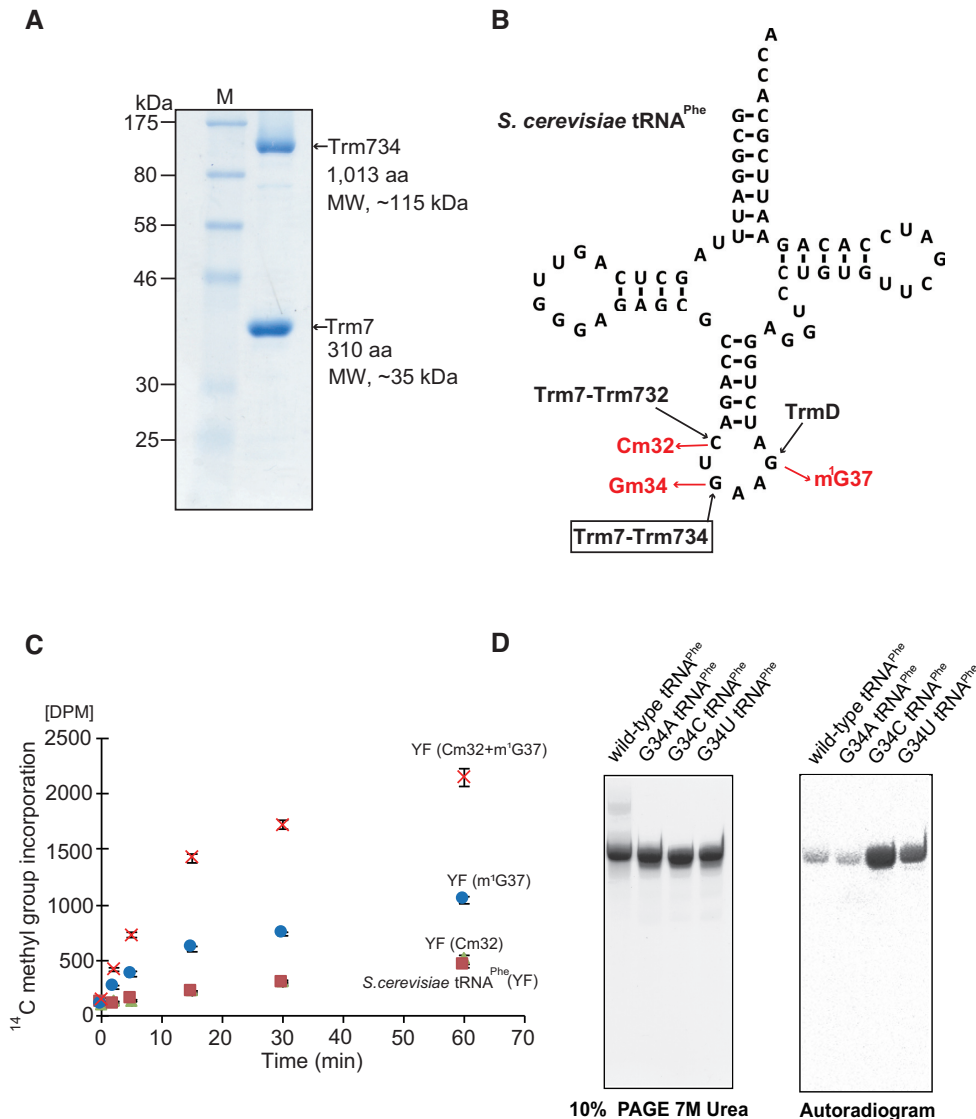 A
kDa
M
175
80
58
46
30
25
←Trm734
1,013 aa
MW, ~115 kDa
←Trm7
310 aa
MW, ~35 kDa
B
S. cerevisiae tRNA^Phe
A
C
C
A
G-C
C-G
G-C
G-U
A-U
U-A
U-A
C-G
C-G
A-U
G-C
A-U
C A
U G
G A A
Trm7-Trm732
Cm32
Gm34
Trm7-Trm734
TrmD
m¹G37
C
[DPM]
¹⁴C methyl group incorporation
2500
2000
1500
1000
500
0
0 10 20 30 40 50 60 70
Time (min)
YF (Cm32+m¹G37)
YF (m¹G37)
YF (Cm32)
S.cerevisiae tRNA^Phe (YF)
D
wild-type tRNA^Phe
G34A tRNA^Phe
G34C tRNA^Phe
G34U tRNA^Phe
10% PAGE 7M Urea
wild-type tRNA^Phe
G34A tRNA^Phe
G34C tRNA^Phe
G34U tRNA^Phe
Autoradiogram